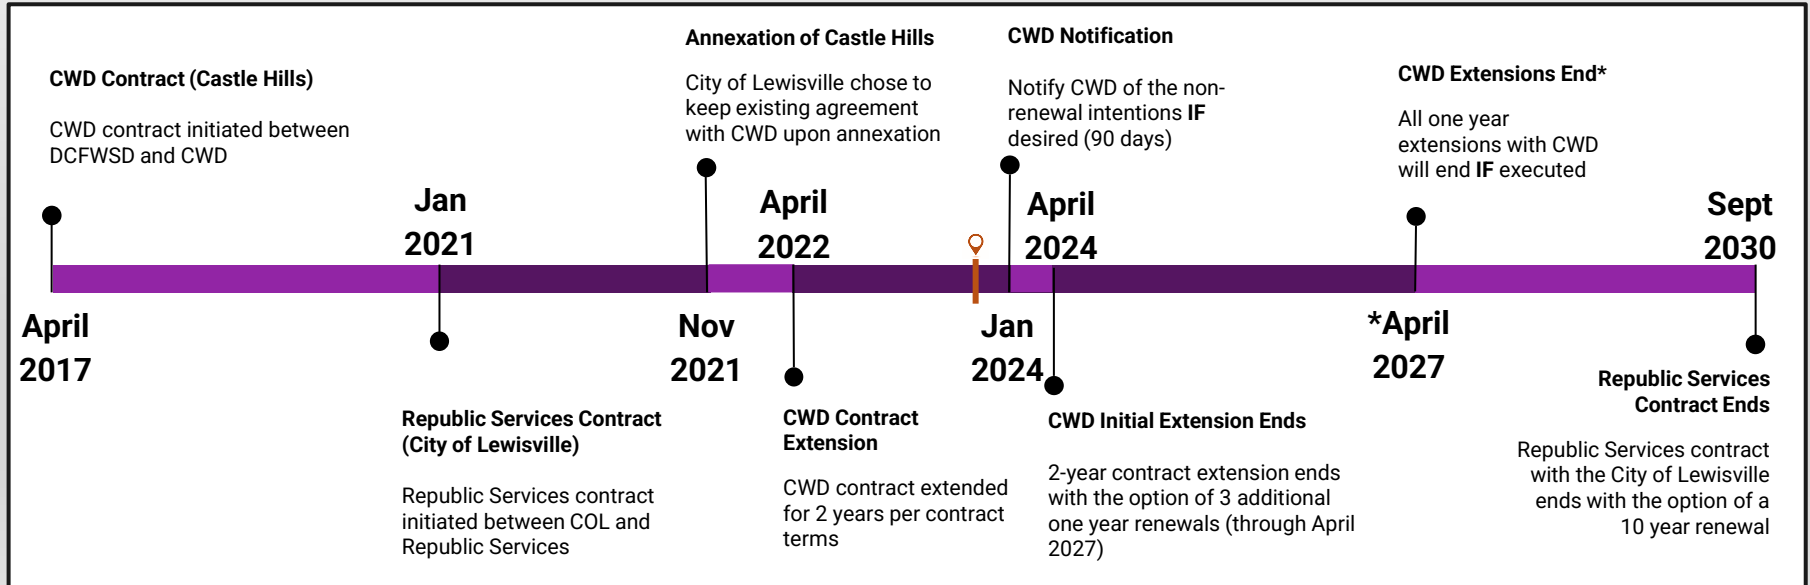 CWD Contract (Castle Hills)
CWD contract initiated between
DCFWSD and CWD
April
2017
Jan
2021
Republic Services Contract
(City of Lewisville)
Republic Services contract
initiated between COL and
Republic Services
Annexation of Castle Hills
City of Lewisville chose to
keep existing agreement
with CWD upon annexation
Nov
2021
April
2022
CWD Contract
Extension
CWD contract extended
for 2 years per contract
terms
CWD Notification
Notify CWD of the non-
renewal intentions IF
desired (90 days)
Jan
2024
April
2024
CWD Initial Extension Ends
2-year contract extension ends
with the option of 3 additional
one year renewals (through April
2027)
CWD Extensions End*
All one year
extensions with CWD
will end IF executed
*April
2027
Sept
2030
Republic Services
Contract Ends
Republic Services contract
with the City of Lewisville
ends with the option of a
10 year renewal